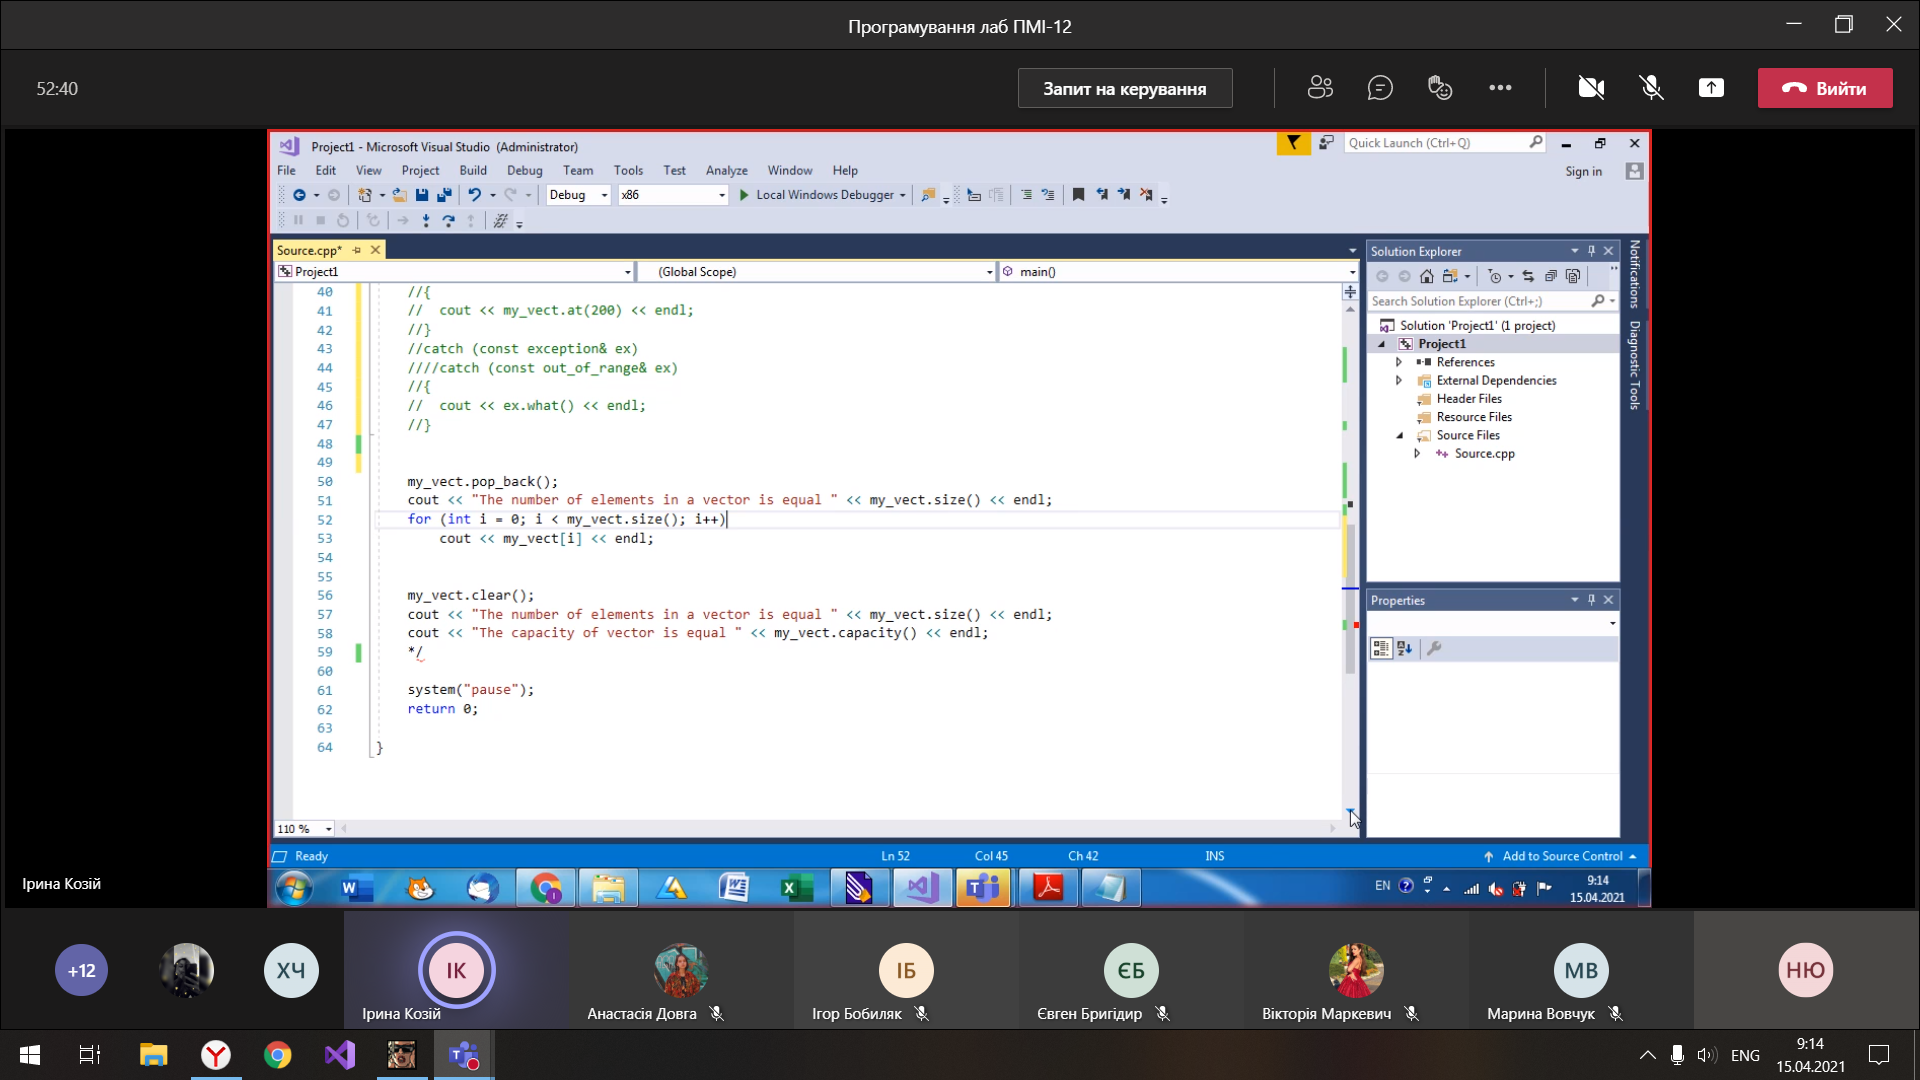 Програмування лаб ПМІ-12
52:40
Запит на керування
Вийти
Project1 - Microsoft Visual Studio (Administrator)
Quick Launch (Ctrl+Q)
File Edit View Project Build Debug Team Tools Test Analyze Window Help
Sign in
Debug x86 Local Windows Debugger
Source.cpp*
Project1 (Global Scope) main()
40 //{
41 // cout << my_vect.at(200) << endl;
42 //}
43 //catch (const exception& ex)
44 ////catch (const out_of_range& ex)
45 //{
46 // cout << ex.what() << endl;
47 //}
48
49
50 my_vect.pop_back();
51 cout << "The number of elements in a vector is equal " << my_vect.size() << endl;
52 for (int i = 0; i < my_vect.size(); i++)
53 cout << my_vect[i] << endl;
54
55
56 my_vect.clear();
57 cout << "The number of elements in a vector is equal " << my_vect.size() << endl;
58 cout << "The capacity of vector is equal " << my_vect.capacity() << endl;
59 */
60
61 system("pause");
62 return 0;
63
64 }
110 %
Solution Explorer
Search Solution Explorer (Ctrl+;)
Solution 'Project1' (1 project)
Project1
References
External Dependencies
Header Files
Resource Files
Source Files
Source.cpp
Properties
Notifications
Diagnostic Tools
Ready Ln 52 Col 45 Ch 42 INS Add to Source Control
EN
9:14
15.04.2021
Ірина Козій
+12
ХЧ
ІК
Ірина Козій
Анастасія Довга
ІБ
Ігор Бобиляк
ЄБ
Євген Бригідир
Вікторія Маркевич
МВ
Марина Вовчук
НЮ
ENG
9:14
15.04.2021